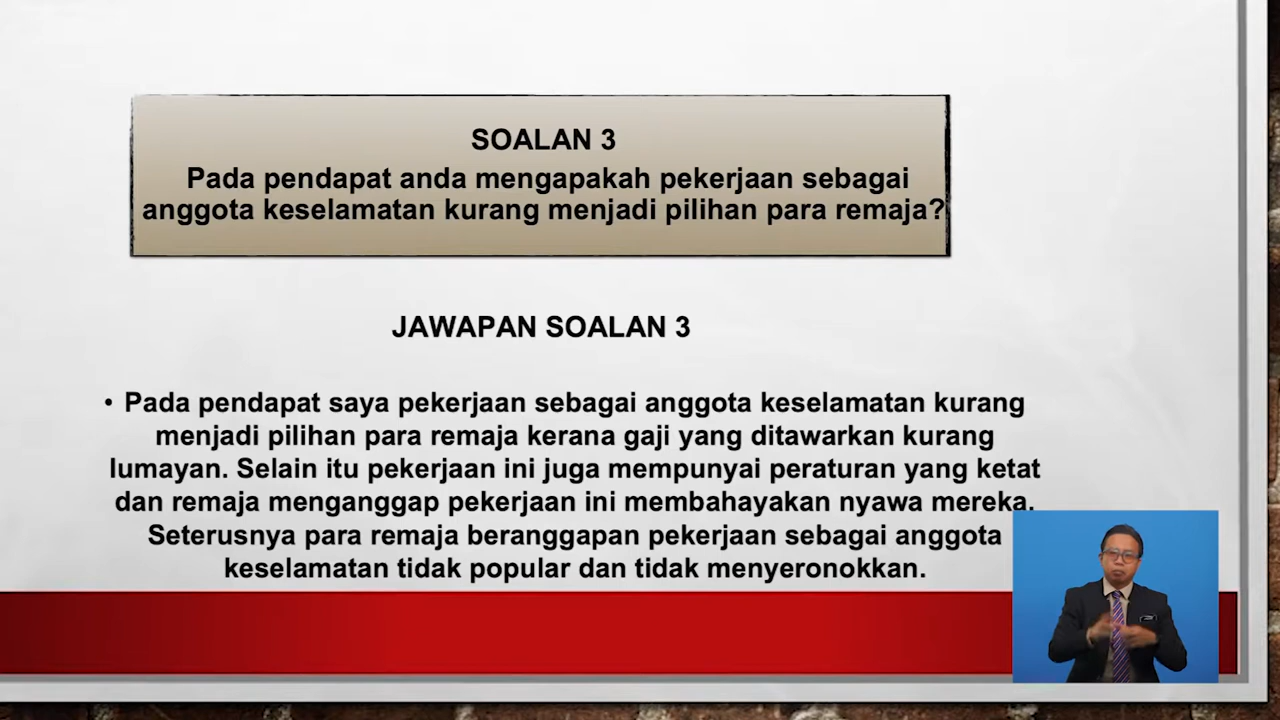 SOALAN 3
Pada pendapat anda mengapakah pekerjaan sebagai
anggota keselamatan kurang menjadi pilihan para remaja?
JAWAPAN SOALAN 3
• Pada pendapat saya pekerjaan sebagai anggota keselamatan kurang
menjadi pilihan para remaja kerana gaji yang ditawarkan kurang
lumayan. Selain itu pekerjaan ini juga mempunyai peraturan yang ketat
dan remaja menganggap pekerjaan ini membahayakan nyawa mereka.
Seterusnya para remaja beranggapan pekerjaan sebagai anggota
keselamatan tidak popular dan tidak menyeronokkan.